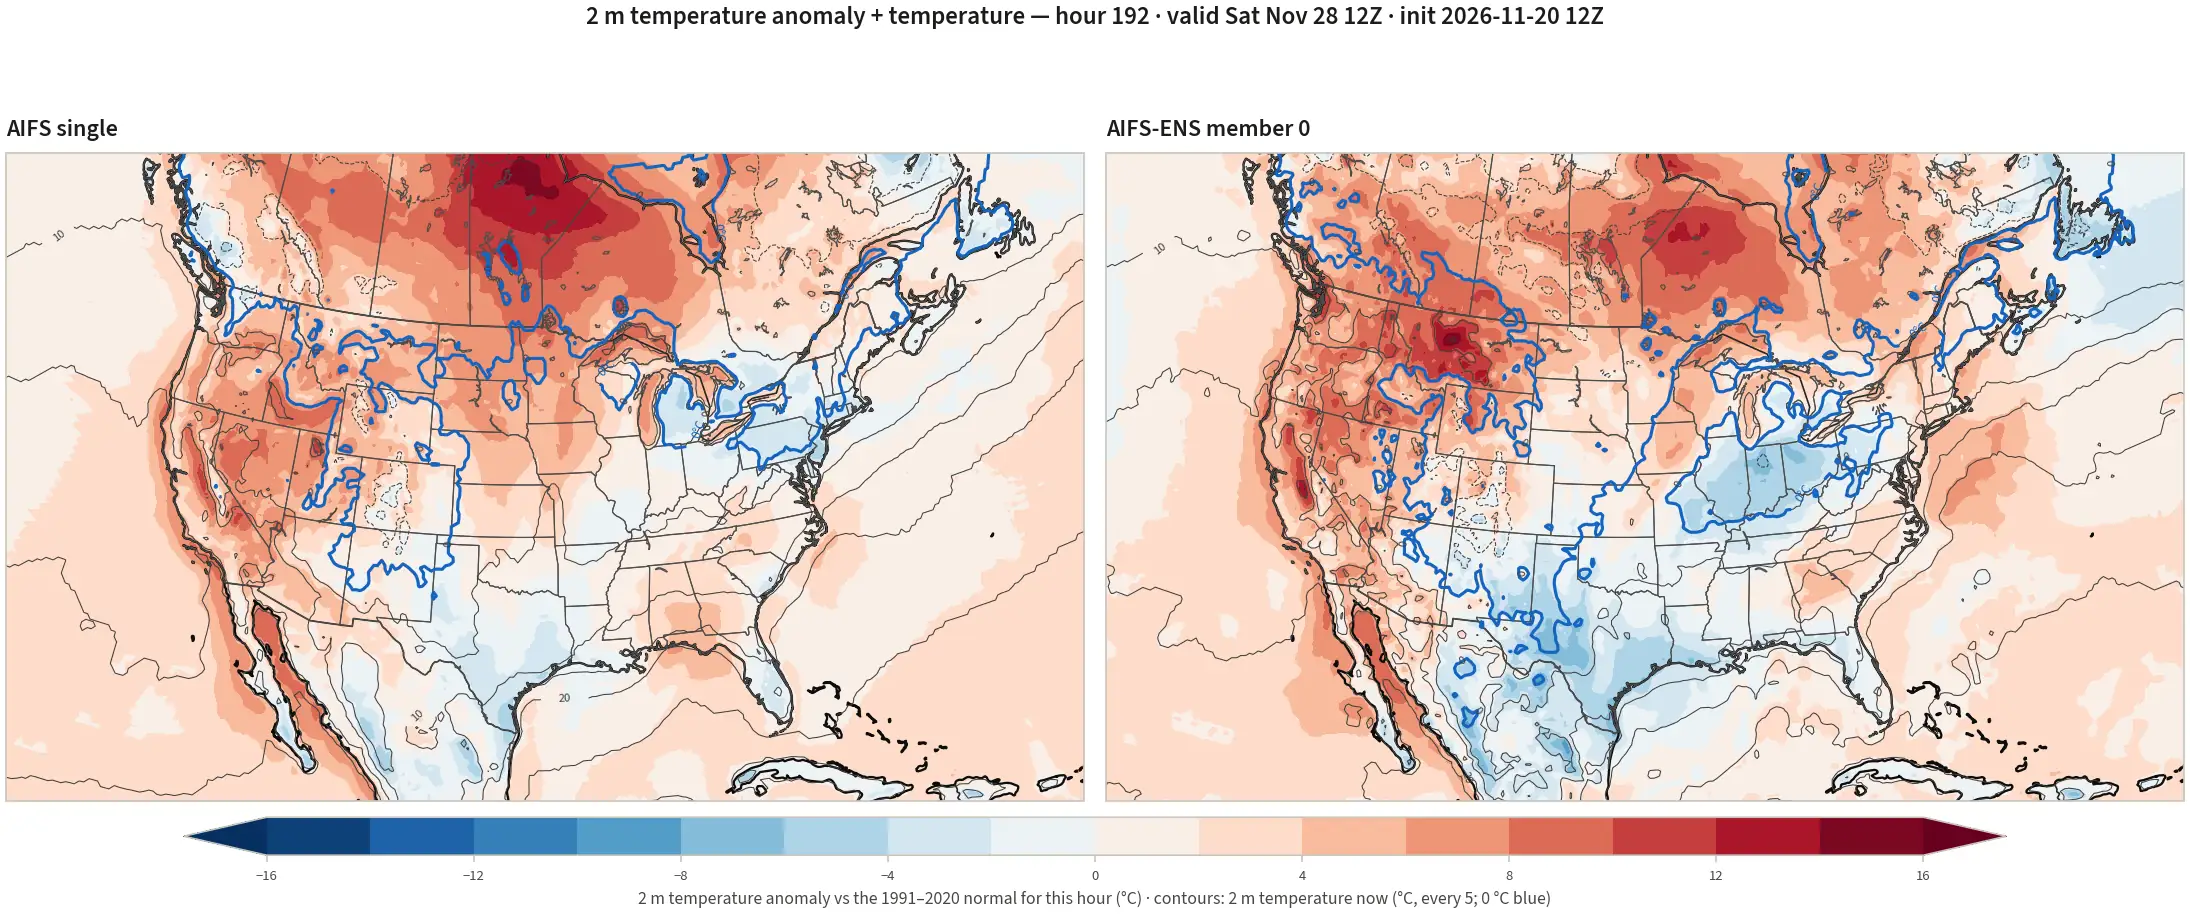 2 m temperature anomaly + temperature — hour 192 · valid Sat Nov 28 12Z · init 2026-11-20 12Z
AIFS single
AIFS-ENS member 0
10
10
20
10
0°C
−16
−12
−8
−4
0
4
8
12
16
2 m temperature anomaly vs the 1991–2020 normal for this hour (°C) · contours: 2 m temperature now (°C, every 5; 0 °C blue)